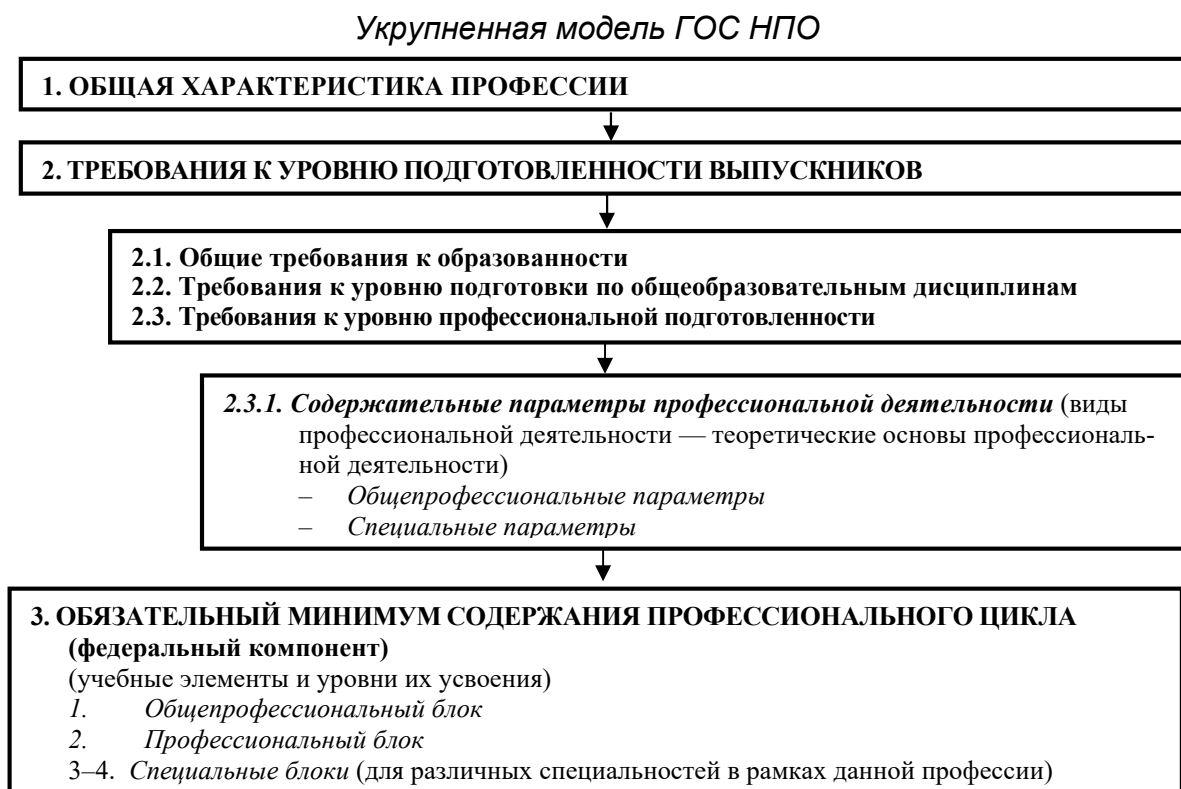 Укрупненная модель ГОС НПО
1. ОБЩАЯ ХАРАКТЕРИСТИКА ПРОФЕССИИ
2. ТРЕБОВАНИЯ К УРОВНЮ ПОДГОТОВЛЕННОСТИ ВЫПУСКНИКОВ
2.1. Общие требования к образованности
2.2. Требования к уровню подготовки по общеобразовательным дисциплинам
2.3. Требования к уровню профессиональной подготовленности
2.3.1. Содержательные параметры профессиональной деятельности (виды
профессиональной деятельности — теоретические основы профессиональ-
ной деятельности)
– Общепрофессиональные параметры
– Специальные параметры
3. ОБЯЗАТЕЛЬНЫЙ МИНИМУМ СОДЕРЖАНИЯ ПРОФЕССИОНАЛЬНОГО ЦИКЛА
(федеральный компонент)
(учебные элементы и уровни их усвоения)
1. Общепрофессиональный блок
2. Профессиональный блок
3–4. Специальные блоки (для различных специальностей в рамках данной профессии)